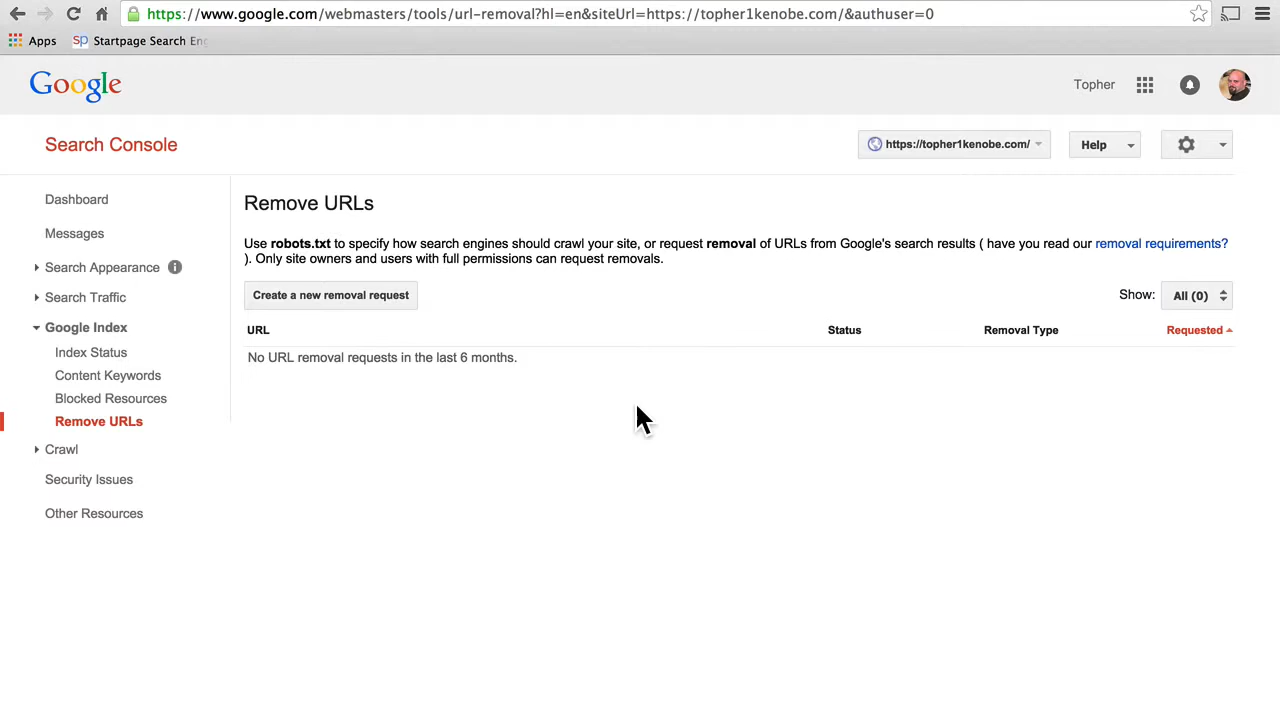 https://www.google.com/webmasters/tools/url-removal?hl=en&siteUrl=https://topher1kenobe.com/&authuser=0
Apps SP Startpage Search Eng
Google
Topher
Search Console
https://topher1kenobe.com/
Help
Dashboard
Messages
Search Appearance i
Search Traffic
Google Index
Index Status
Content Keywords
Blocked Resources
Remove URLs
Crawl
Security Issues
Other Resources
Remove URLs
Use robots.txt to specify how search engines should crawl your site, or request removal of URLs from Google's search results ( have you read our removal requirements?
). Only site owners and users with full permissions can request removals.
Create a new removal request
Show: All (0)
URL Status Removal Type Requested
No URL removal requests in the last 6 months.